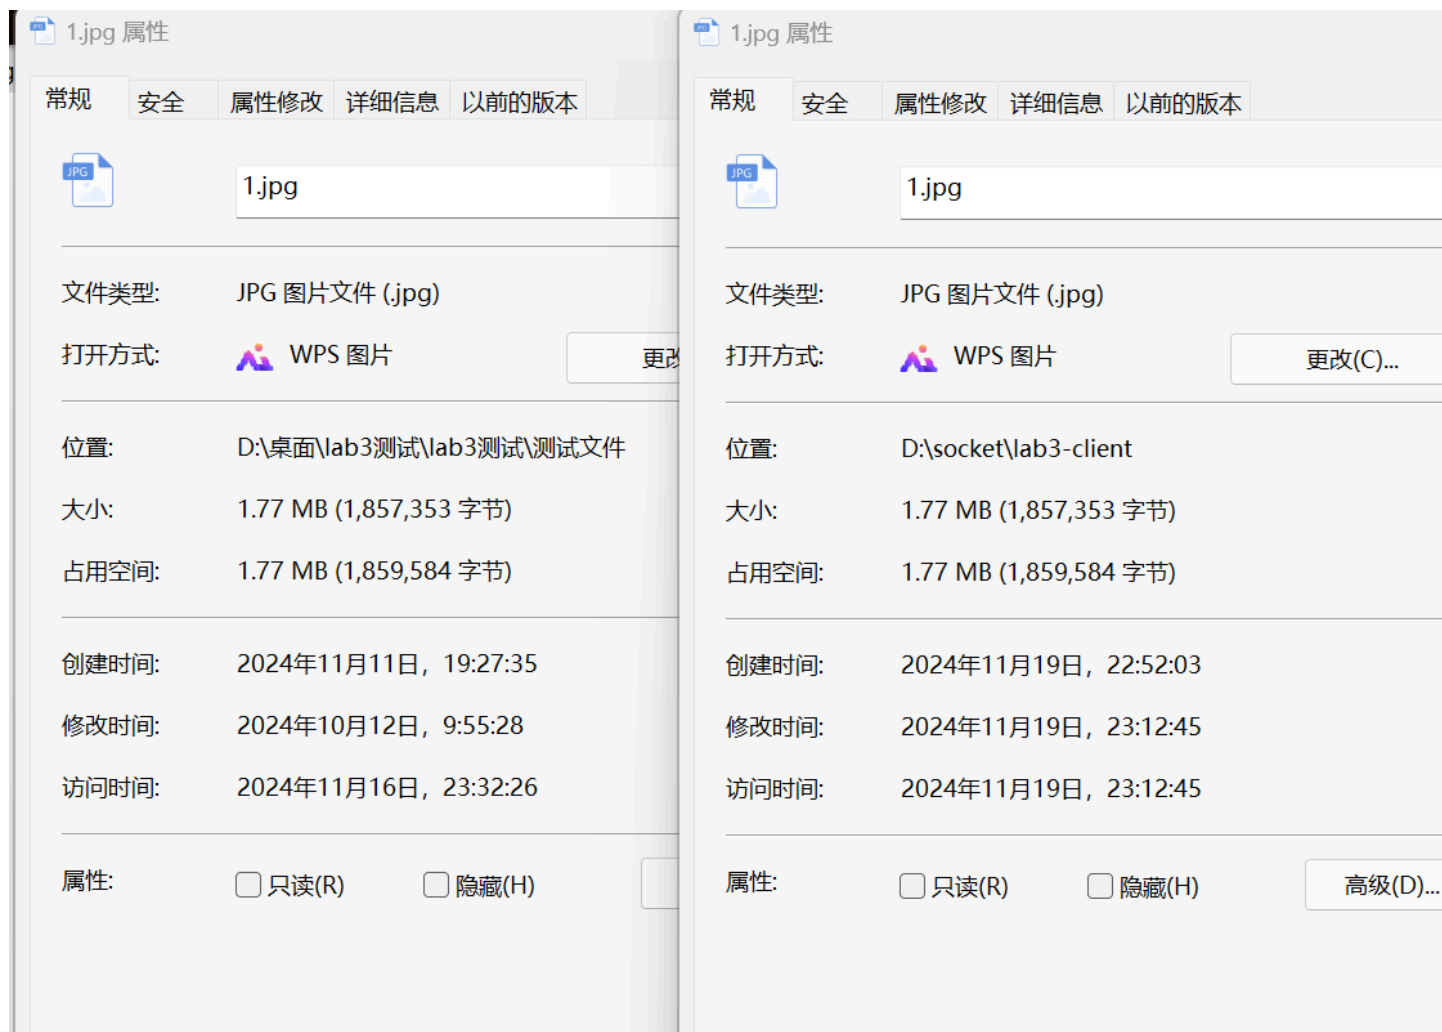 1.jpg 属性
常规 安全 属性修改 详细信息 以前的版本
JPG
1.jpg
文件类型: JPG 图片文件 (.jpg)
打开方式: WPS 图片 更改
位置: D:\桌面\lab3测试\lab3测试\测试文件
大小: 1.77 MB (1,857,353 字节)
占用空间: 1.77 MB (1,859,584 字节)
创建时间: 2024年11月11日，19:27:35
修改时间: 2024年10月12日，9:55:28
访问时间: 2024年11月16日，23:32:26
属性: 只读(R) 隐藏(H)
1.jpg 属性
常规 安全 属性修改 详细信息 以前的版本
JPG
1.jpg
文件类型: JPG 图片文件 (.jpg)
打开方式: WPS 图片 更改(C)...
位置: D:\socket\lab3-client
大小: 1.77 MB (1,857,353 字节)
占用空间: 1.77 MB (1,859,584 字节)
创建时间: 2024年11月19日，22:52:03
修改时间: 2024年11月19日，23:12:45
访问时间: 2024年11月19日，23:12:45
属性: 只读(R) 隐藏(H) 高级(D)...